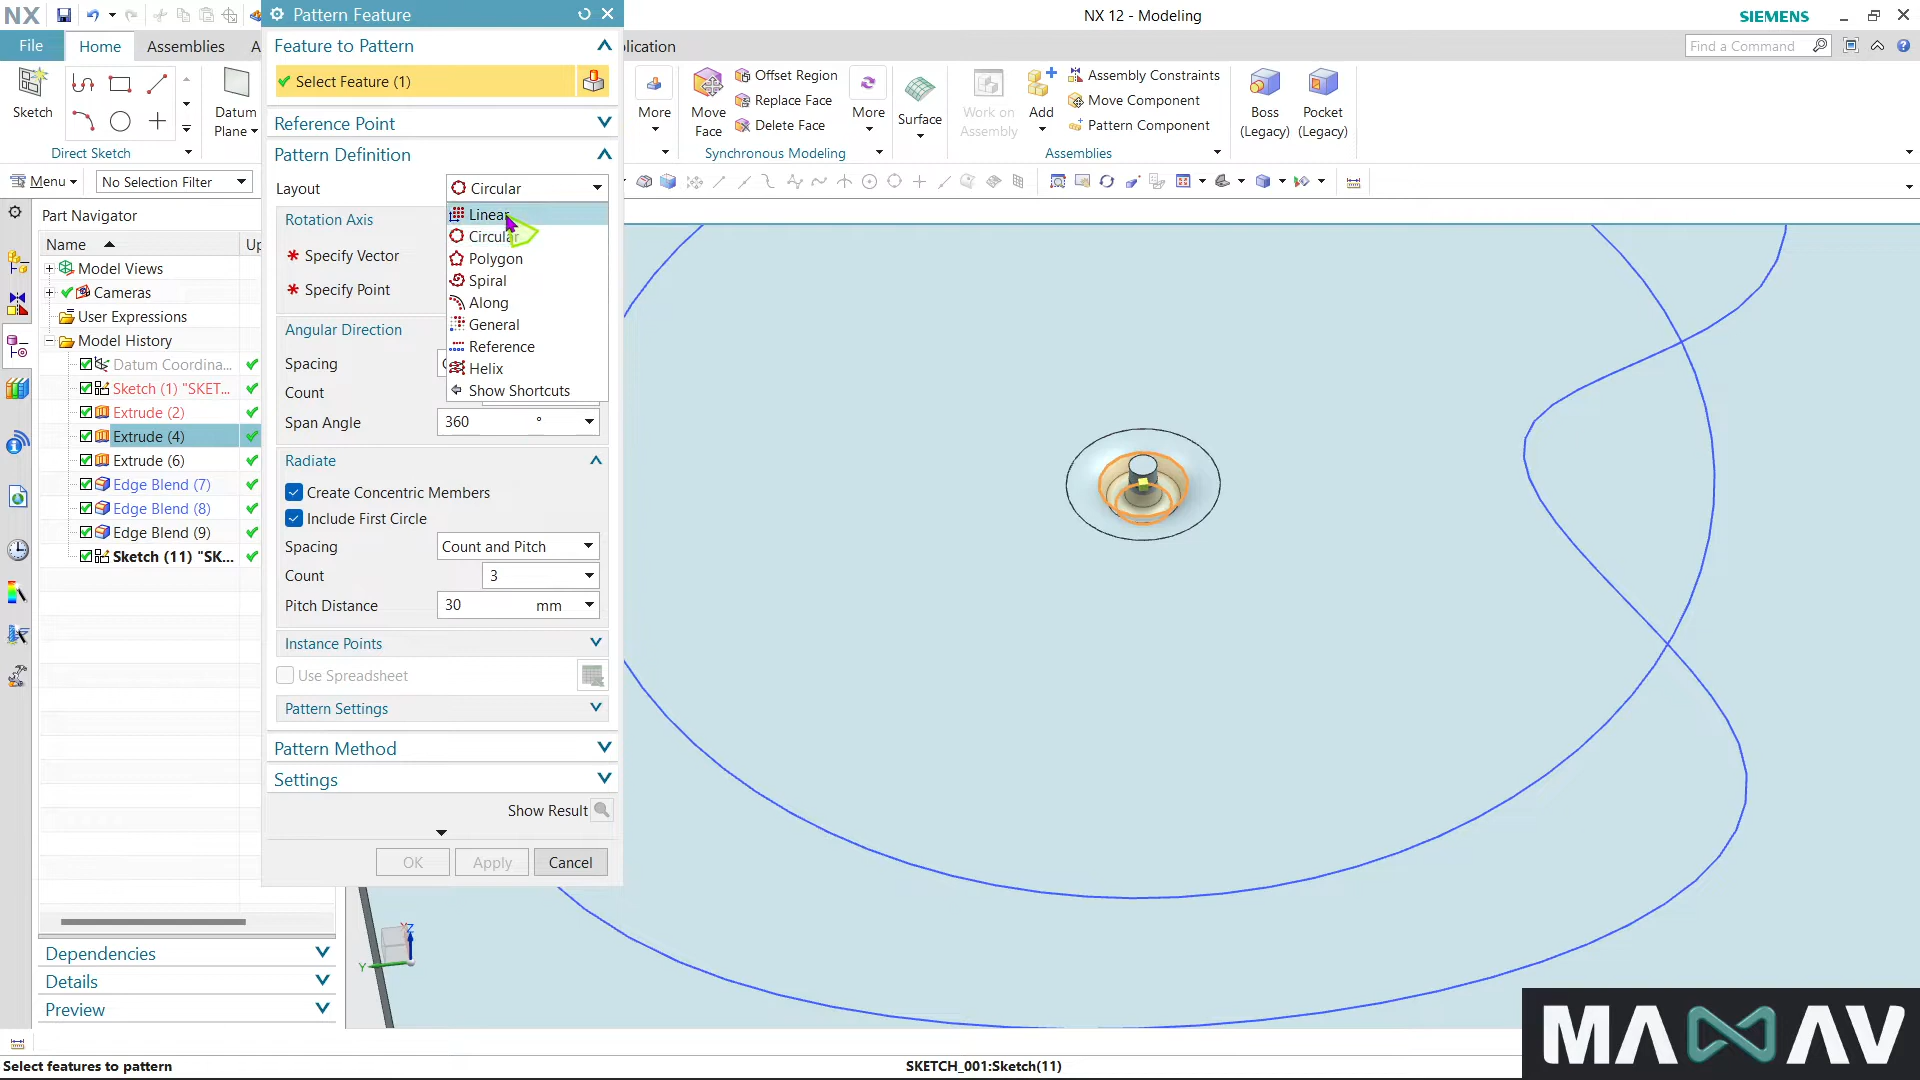 NX
Pattern Feature
NX 12 - Modeling
SIEMENS
File
Home
Assemblies
A
lication
Find a Command
Feature to Pattern
Select Feature (1)
Reference Point
Pattern Definition
Layout
Circular
Linear
Circular
Polygon
Spiral
Along
General
Reference
Helix
Show Shortcuts
Rotation Axis
* Specify Vector
* Specify Point
Angular Direction
Spacing
Count
Span Angle
360
°
Radiate
Create Concentric Members
Include First Circle
Spacing
Count and Pitch
Count
3
Pitch Distance
30
mm
Instance Points
Use Spreadsheet
Pattern Settings
Pattern Method
Settings
Show Result
OK
Apply
Cancel
Sketch
Direct Sketch
Datum
Plane
More
Move
Face
Offset Region
Replace Face
Delete Face
More
Synchronous Modeling
Surface
Work on
Assembly
Add
Assembly Constraints
Move Component
Pattern Component
Assemblies
Boss
(Legacy)
Pocket
(Legacy)
Menu
No Selection Filter
Part Navigator
Name
Up
Model Views
Cameras
User Expressions
Model History
Datum Coordina...
Sketch (1) "SKET...
Extrude (2)
Extrude (4)
Extrude (6)
Edge Blend (7)
Edge Blend (8)
Edge Blend (9)
Sketch (11) "SK...
Dependencies
Details
Preview
Z
Y
Select features to pattern
SKETCH_001:Sketch(11)
MANAV